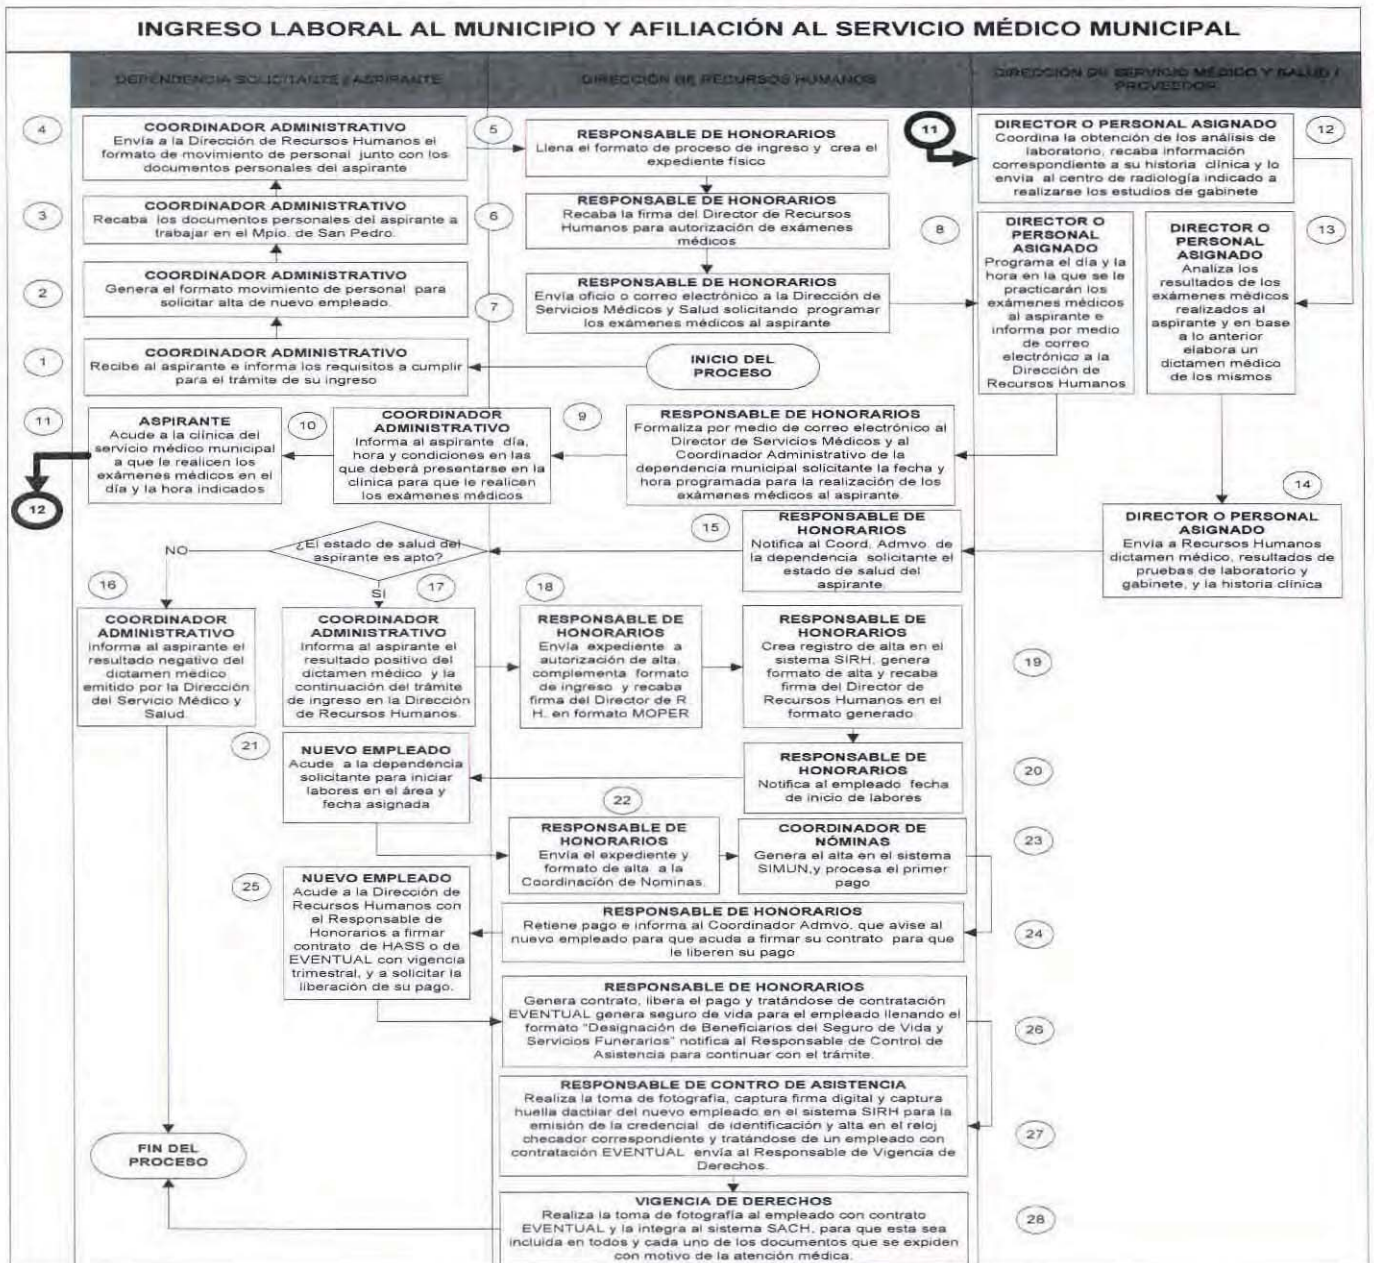 INGRESO LABORAL AL MUNICIPIO Y AFILIACIÓN AL SERVICIO MÉDICO MUNICIPAL
DEPENDENCIA SOLICITANTE / ASPIRANTE
DIRECCIÓN DE RECURSOS HUMANOS
DIRECCIÓN DE SERVICIO MÉDICO Y SALUD /
PROVEEDOR
4
COORDINADOR ADMINISTRATIVO
Envía a la Dirección de Recursos Humanos el
formato de movimiento de personal junto con los
documentos personales del aspirante
5
RESPONSABLE DE HONORARIOS
Llena el formato de proceso de ingreso y crea el
expediente físico
11
DIRECTOR O PERSONAL ASIGNADO
Coordina la obtención de los análisis de
laboratorio, recaba información
correspondiente a su historia clínica y lo
envía al centro de radiología indicado a
realizarse los estudios de gabinete
12
3
COORDINADOR ADMINISTRATIVO
Recaba los documentos personales del aspirante a
trabajar en el Mpio. de San Pedro.
6
RESPONSABLE DE HONORARIOS
Recaba la firma del Director de Recursos
Humanos para autorización de exámenes
médicos
8
DIRECTOR O
PERSONAL
ASIGNADO
Programa el día y la
hora en la que se le
practicarán los
exámenes médicos
al aspirante e
informa por medio
de correo
electrónico a la
Dirección de
Recursos Humanos
DIRECTOR O
PERSONAL
ASIGNADO
Analiza los
resultados de los
exámenes médicos
realizados al
aspirante y en base
a lo anterior
elabora un
dictamen médico
de los mismos
13
2
COORDINADOR ADMINISTRATIVO
Genera el formato movimiento de personal para
solicitar alta de nuevo empleado.
7
RESPONSABLE DE HONORARIOS
Envía oficio o correo electrónico a la Dirección de
Servicios Médicos y Salud solicitando programar
los exámenes médicos al aspirante
1
COORDINADOR ADMINISTRATIVO
Recibe al aspirante e informa los requisitos a cumplir
para el trámite de su ingreso
INICIO DEL
PROCESO
11
ASPIRANTE
Acude a la clínica del
servicio médico municipal
a que le realicen los
exámenes médicos en el
día y la hora indicados
10
COORDINADOR
ADMINISTRATIVO
Informa al aspirante día,
hora y condiciones en las
que deberá presentarse en la
clínica para que le realicen
los exámenes médicos
9
RESPONSABLE DE HONORARIOS
Formaliza por medio de correo electrónico al
Director de Servicios Médicos y al
Coordinador Administrativo de la
dependencia municipal solicitante la fecha y
hora programada para la realización de los
exámenes médicos al aspirante.
12
14
DIRECTOR O PERSONAL
ASIGNADO
Envía a Recursos Humanos
dictamen médico, resultados de
pruebas de laboratorio y
gabinete, y la historia clínica
15
RESPONSABLE DE
HONORARIOS
Notifica al Coord. Admvo. de
la dependencia solicitante el
estado de salud del
aspirante.
¿El estado de salud del
aspirante es apto?
NO
SI
16
COORDINADOR
ADMINISTRATIVO
Informa al aspirante el
resultado negativo del
dictamen médico
emitido por la Dirección
del Servicio Médico y
Salud.
17
COORDINADOR
ADMINISTRATIVO
Informa al aspirante el
resultado positivo del
dictamen médico y la
continuación del trámite
de ingreso en la Dirección
de Recursos Humanos.
18
RESPONSABLE DE
HONORARIOS
Envía expediente a
autorización de alta,
complementa formato
de ingreso y recaba
firma del Director de R
H. en formato MOPER
RESPONSABLE DE
HONORARIOS
Crea registro de alta en el
sistema SIRH, genera
formato de alta y recaba
firma del Director de
Recursos Humanos en el
formato generado.
19
21
NUEVO EMPLEADO
Acude a la dependencia
solicitante para iniciar
labores en el área y
fecha asignada
RESPONSABLE DE
HONORARIOS
Notifica al empleado fecha
de inicio de labores
20
22
RESPONSABLE DE
HONORARIOS
Envía el expediente y
formato de alta a la
Coordinación de Nominas.
COORDINADOR DE
NÓMINAS
Genera el alta en el sistema
SIMUN,y procesa el primer
pago
23
25
NUEVO EMPLEADO
Acude a la Dirección de
Recursos Humanos con
el Responsable de
Honorarios a firmar
contrato de HASS o de
EVENTUAL con vigencia
trimestral, y a solicitar la
liberación de su pago.
RESPONSABLE DE HONORARIOS
Retiene pago e informa al Coordinador Admvo. que avise al
nuevo empleado para que acuda a firmar su contrato para que
le liberen su pago
24
RESPONSABLE DE HONORARIOS
Genera contrato, libera el pago y tratándose de contratación
EVENTUAL genera seguro de vida para el empleado llenando el
formato "Designación de Beneficiarios del Seguro de Vida y
Servicios Funerarios" notifica al Responsable de Control de
Asistencia para continuar con el trámite.
26
RESPONSABLE DE CONTRO DE ASISTENCIA
Realiza la toma de fotografía, captura firma digital y captura
huella dactilar del nuevo empleado en el sistema SIRH para la
emisión de la credencial de identificación y alta en el reloj
checador correspondiente y tratándose de un empleado con
contratación EVENTUAL envía al Responsable de Vigencia de
Derechos.
27
FIN DEL
PROCESO
VIGENCIA DE DERECHOS
Realiza la toma de fotografía al empleado con contrato
EVENTUAL y la integra al sistema SACH, para que esta sea
incluida en todos y cada uno de los documentos que se expiden
con motivo de la atención médica.
28